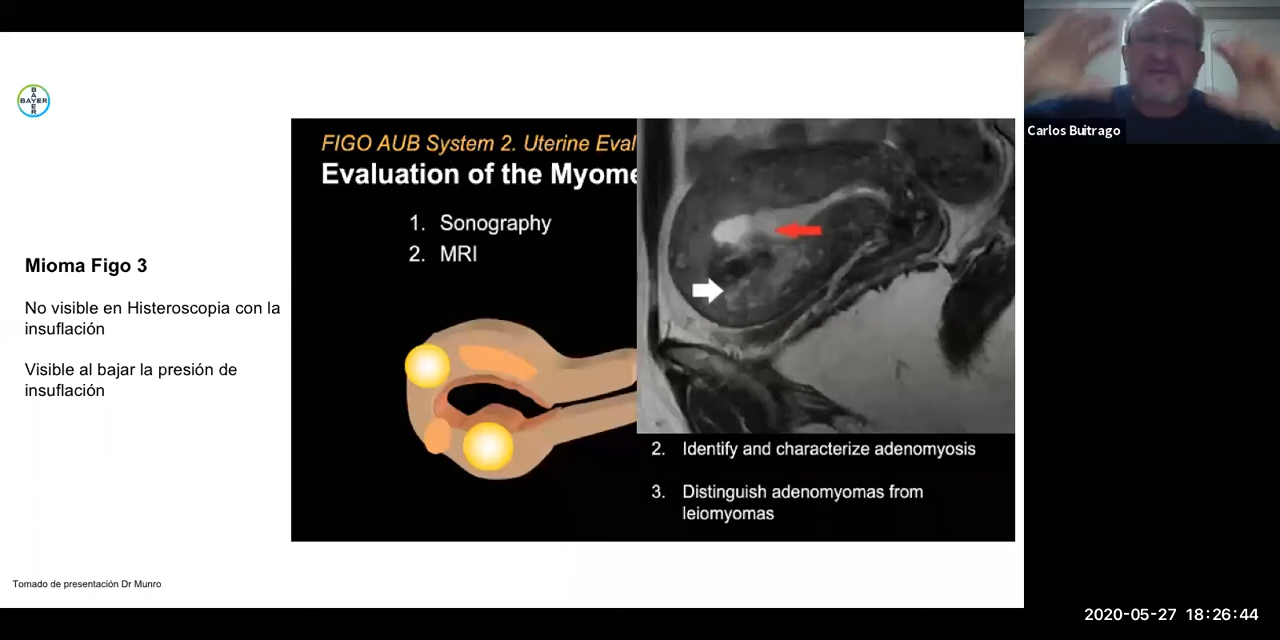 BAYER
BAYER
Mioma Figo 3
No visible en Histeroscopia con la
insuflación
Visible al bajar la presión de
insuflación
FIGO AUB System 2. Uterine Eval
Evaluation of the Myome
1. Sonography
2. MRI
2. Identify and characterize adenomyosis
3. Distinguish adenomyomas from
leiomyomas
Tomado de presentación Dr Munro
Carlos Buitrago
2020-05-27 18:26:44